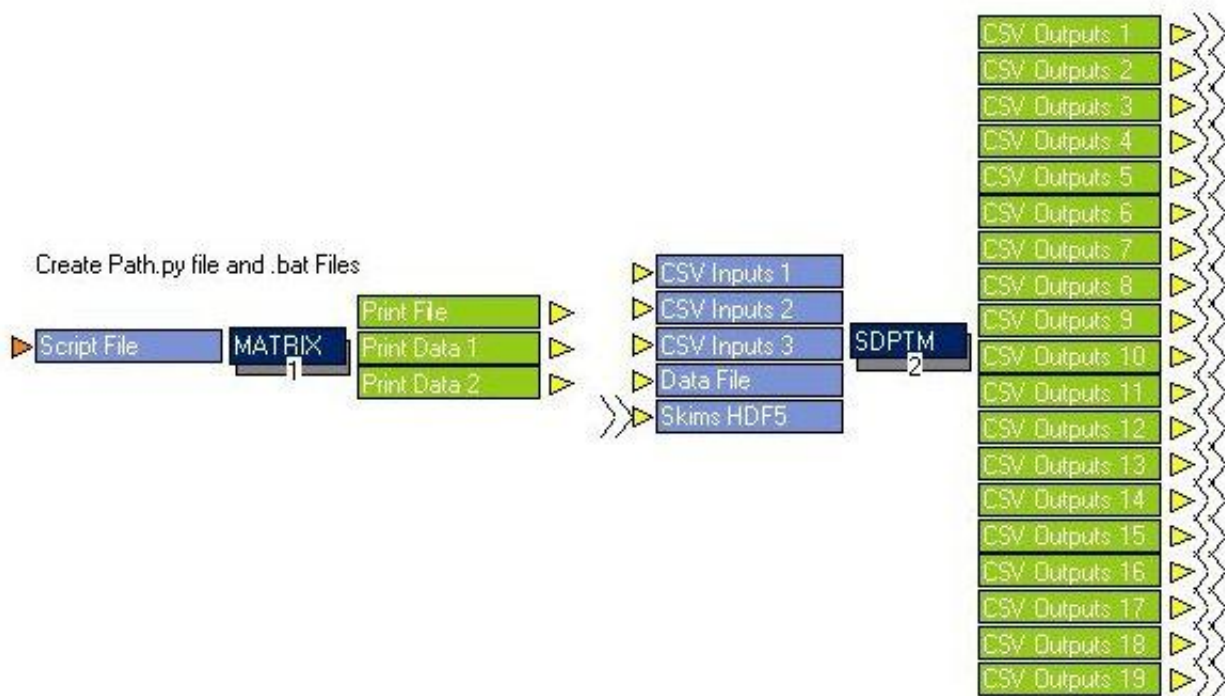 Create Path.py file and .bat Files
Script File
MATRIX
1
Print File
Print Data 1
Print Data 2
CSV Inputs 1
CSV Inputs 2
CSV Inputs 3
Data File
Skims HDF5
SDPTM
2
CSV Outputs 1
CSV Outputs 2
CSV Outputs 3
CSV Outputs 4
CSV Outputs 5
CSV Outputs 6
CSV Outputs 7
CSV Outputs 8
CSV Outputs 9
CSV Outputs 10
CSV Outputs 11
CSV Outputs 12
CSV Outputs 13
CSV Outputs 14
CSV Outputs 15
CSV Outputs 16
CSV Outputs 17
CSV Outputs 18
CSV Outputs 19